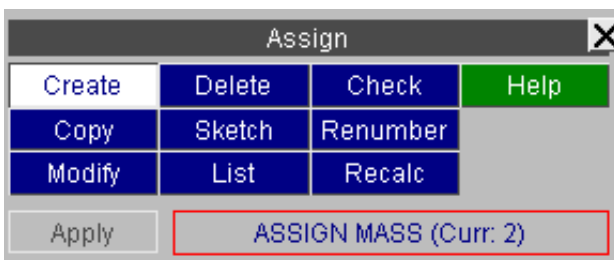 Assign
Create Delete Check Help
Copy Sketch Renumber
Modify List Recalc
Apply ASSIGN MASS (Curr: 2)